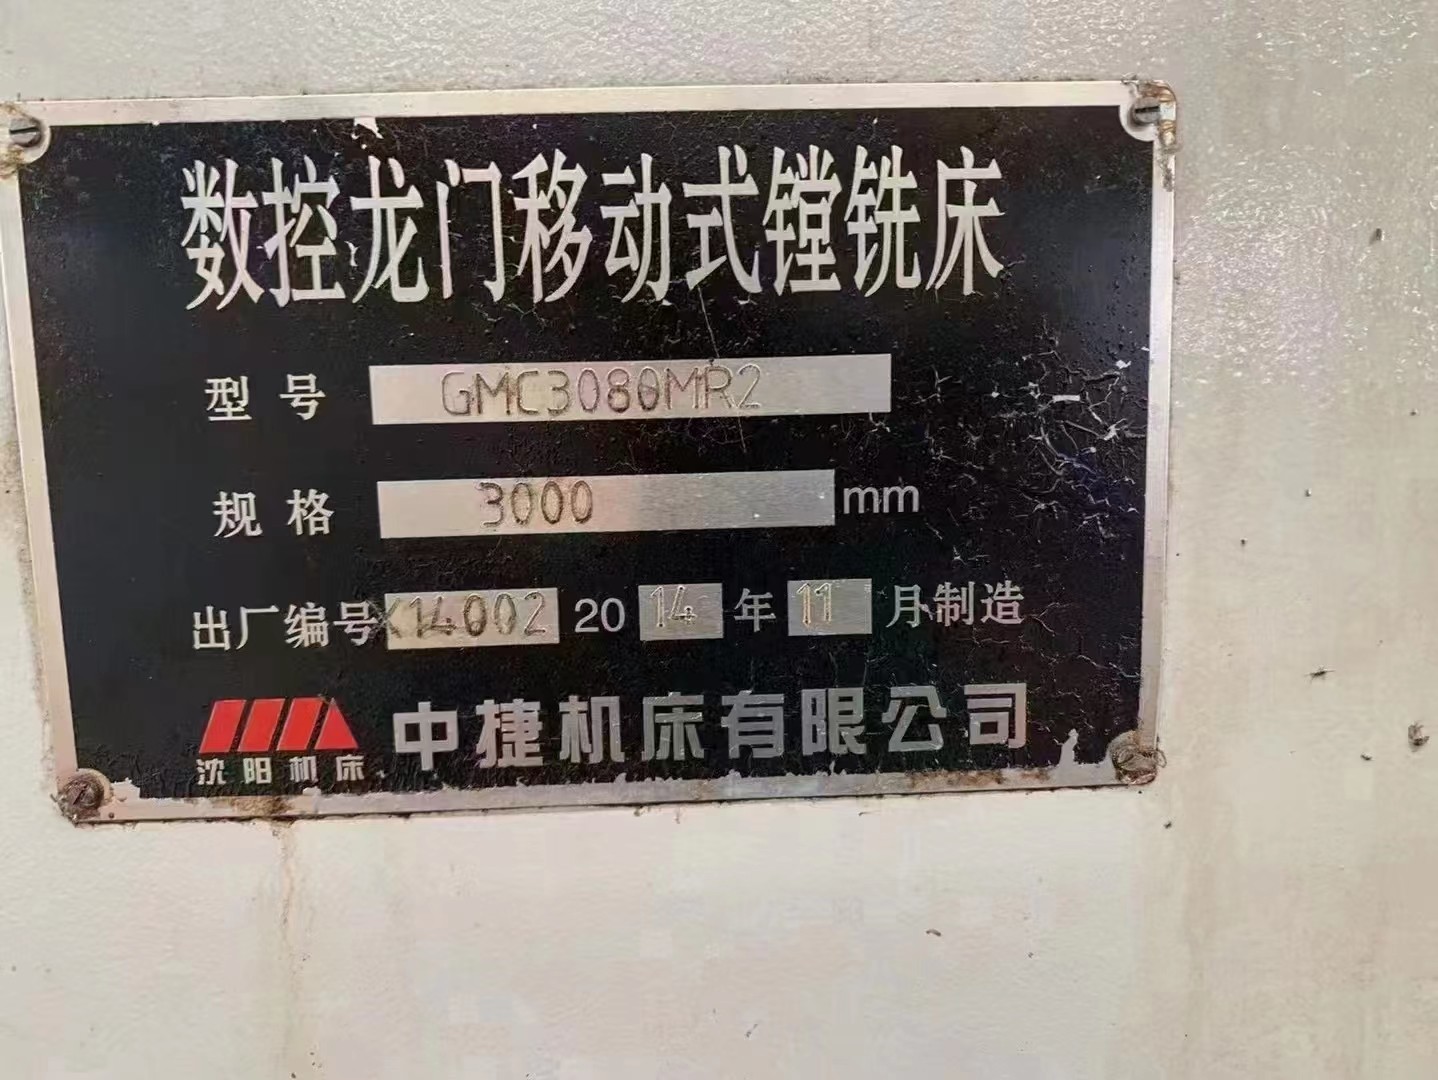 数控龙门移动式镗铣床
型号 GMC3080MR2
规格 3000 mm
出厂编号 K14002 2014年11月制造
沈阳机床 中捷机床有限公司